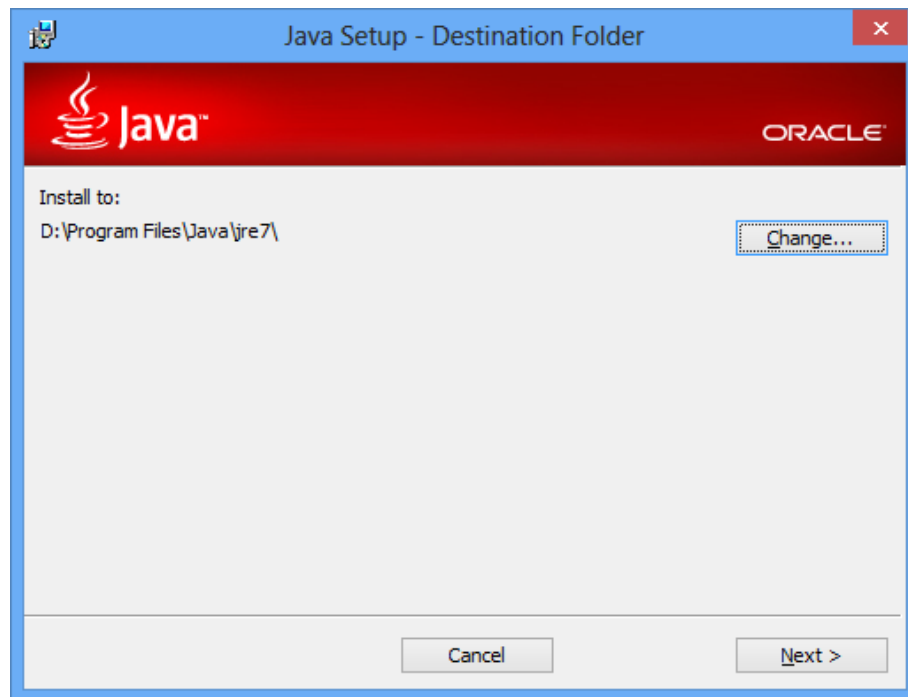 Java Setup - Destination Folder
Java™
ORACLE®
Install to:
D:\Program Files\Java\jre7\
Change...
Cancel
Next >